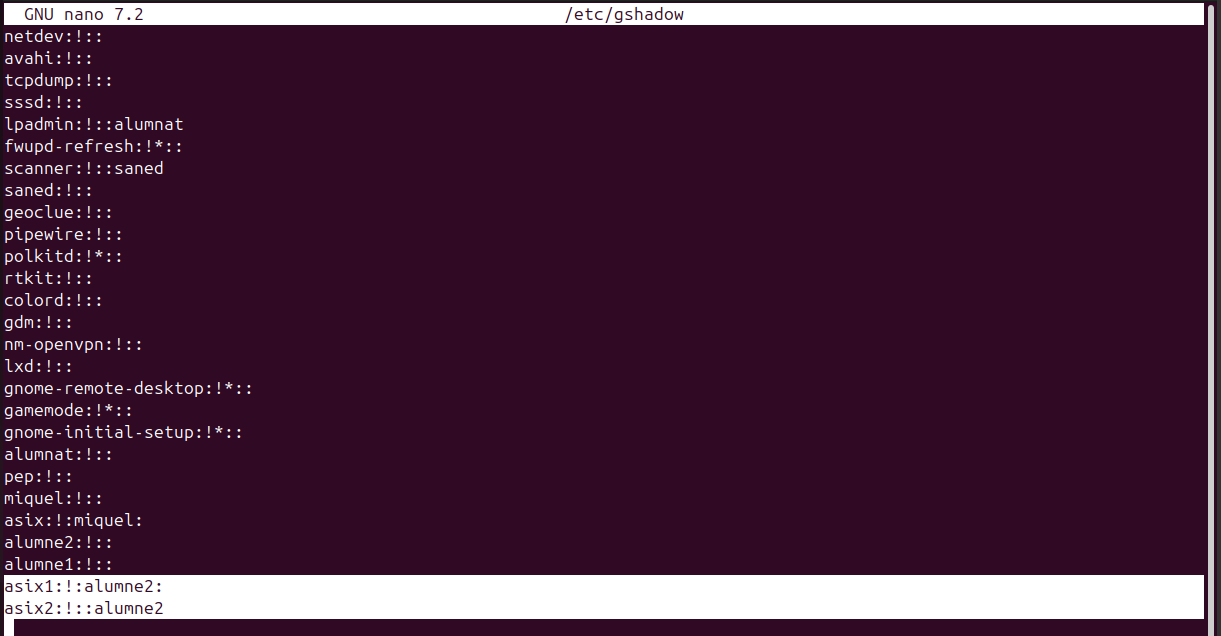 GNU nano 7.2 /etc/gshadow
netdev:!::
avahi:!::
tcpdump:!::
sssd:!::
lpadmin:!::alumnat
fwupd-refresh:!*::
scanner:!::saned
saned:!::
geoclue:!::
pipewire:!::
polkitd:!*::
rtkit:!::
colord:!::
gdm:!::
nm-openvpn:!::
lxd:!::
gnome-remote-desktop:!*::
gamemode:!*::
gnome-initial-setup:!*::
alumnat:!::
pep:!::
miquel:!::
asix:!:miquel:
alumne2:!::
alumne1:!::
asix1:!:alumne2:
asix2:!::alumne2